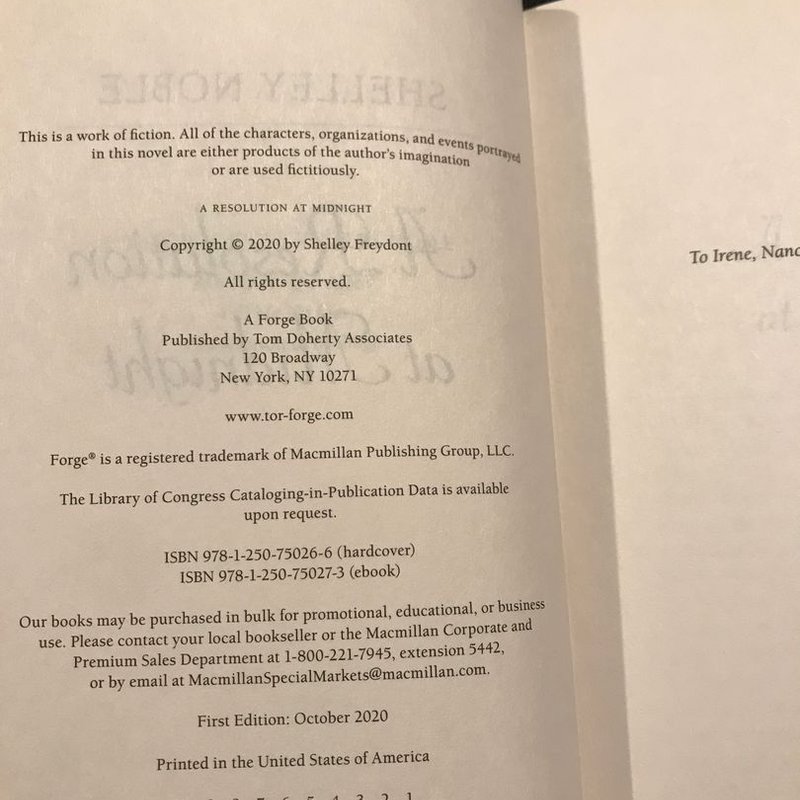 This is a work of fiction. All of the characters, organizations, and events portrayed
in this novel are either products of the author's imagination
or are used fictitiously.
A RESOLUTION AT MIDNIGHT
Copyright © 2020 by Shelley Freydont
All rights reserved.
A Forge Book
Published by Tom Doherty Associates
120 Broadway
New York, NY 10271
www.tor-forge.com
Forge® is a registered trademark of Macmillan Publishing Group, LLC.
The Library of Congress Cataloging-in-Publication Data is available
upon request.
ISBN 978-1-250-75026-6 (hardcover)
ISBN 978-1-250-75027-3 (ebook)
Our books may be purchased in bulk for promotional, educational, or business
use. Please contact your local bookseller or the Macmillan Corporate and
Premium Sales Department at 1-800-221-7945, extension 5442,
or by email at MacmillanSpecialMarkets@macmillan.com.
First Edition: October 2020
Printed in the United States of America
7 6 5 4 3 2 1
To Irene, Nanc